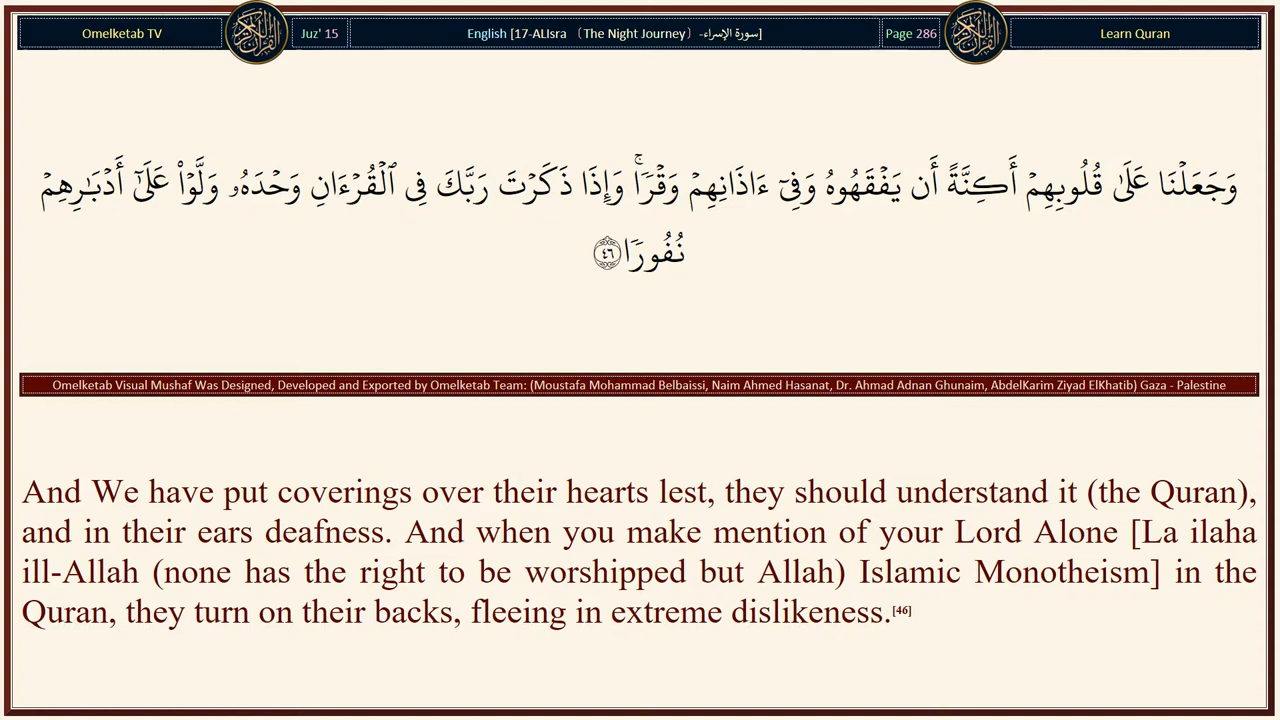 Omelketab TV
Juz' 15
English [17-ALIsra 〔The Night Journey〕 -سورة الإسراء]
Page 286
Learn Quran
وَجَعَلۡنَا عَلَىٰ قُلُوبِهِمۡ أَكِنَّةً أَن يَفۡقَهُوهُ وَفِيٓ ءَاذَانِهِمۡ وَقۡرٗاۚ وَإِذَا ذَكَرۡتَ رَبَّكَ فِي ٱلۡقُرۡءَانِ وَحۡدَهُۥ وَلَّوۡاْ عَلَىٰٓ أَدۡبَٰرِهِمۡ
نُفُورٗا ٤٦
Omelketab Visual Mushaf Was Designed, Developed and Exported by Omelketab Team: (Moustafa Mohammad Belbaissi, Naim Ahmed Hasanat, Dr. Ahmad Adnan Ghunaim, AbdelKarim Ziyad ElKhatib) Gaza - Palestine
And We have put coverings over their hearts lest, they should understand it (the Quran),
and in their ears deafness. And when you make mention of your Lord Alone [La ilaha
ill-Allah (none has the right to be worshipped but Allah) Islamic Monotheism] in the
Quran, they turn on their backs, fleeing in extreme dislikeness.[46]